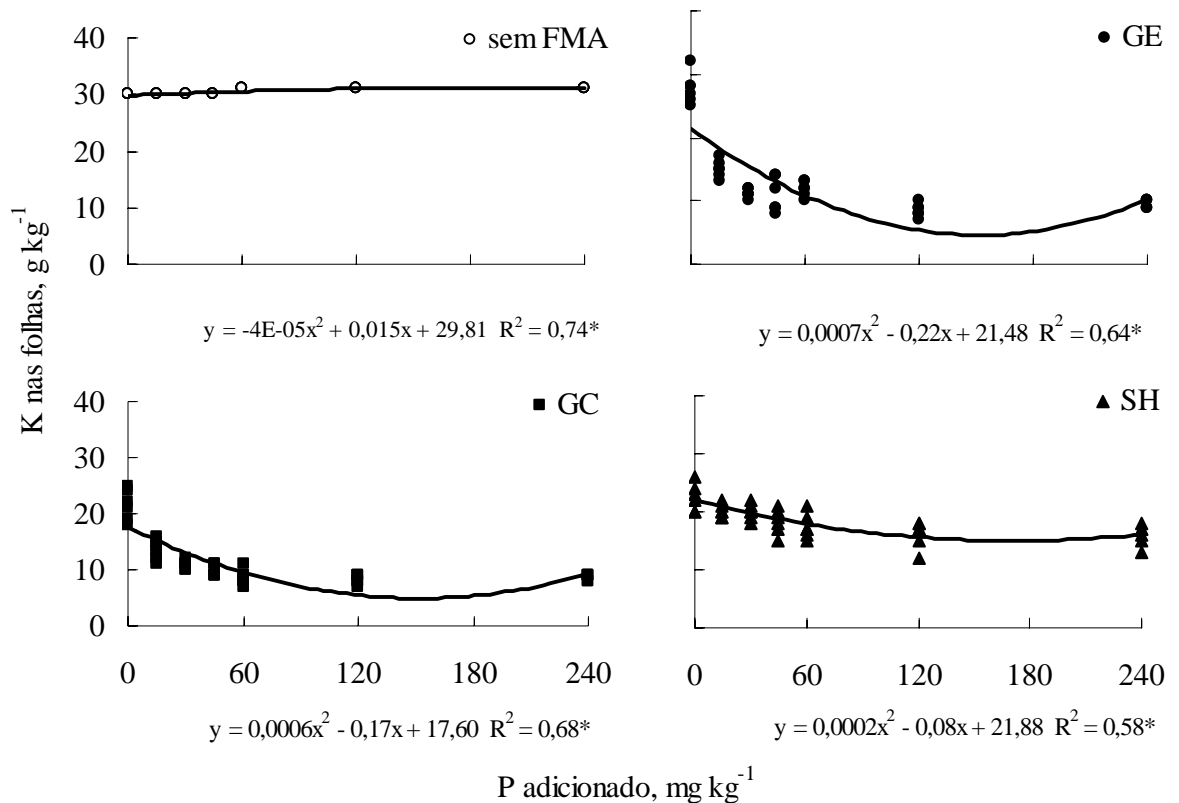 sem FMA
GE
40
30
20
10
0
y = -4E-05x² + 0,015x + 29,81 R² = 0,74*
y = 0,0007x² - 0,22x + 21,48 R² = 0,64*
K nas folhas, g kg⁻¹
GC
SH
40
30
20
10
0
0 60 120 180 240
0 60 120 180 240
y = 0,0006x² - 0,17x + 17,60 R² = 0,68*
y = 0,0002x² - 0,08x + 21,88 R² = 0,58*
P adicionado, mg kg⁻¹